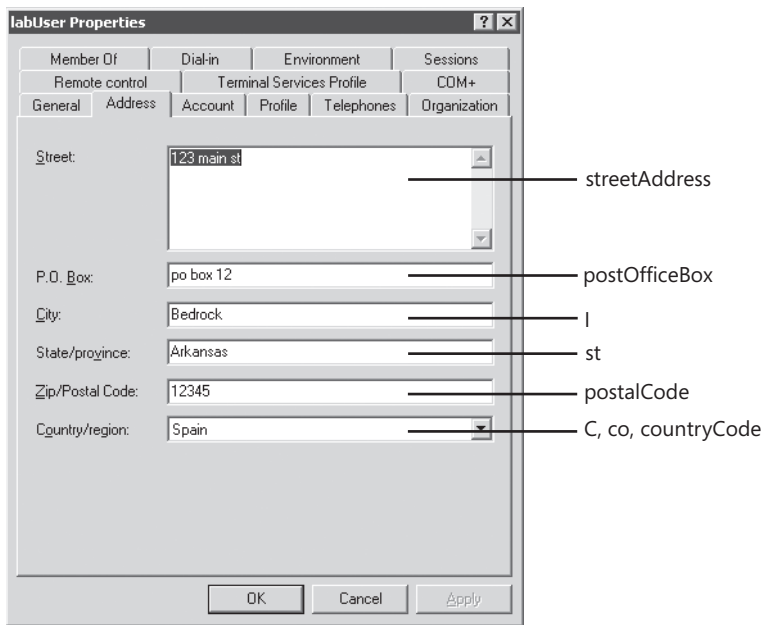 labUser Properties
Member Of Dial-in Environment Sessions
Remote control Terminal Services Profile COM+
General Address Account Profile Telephones Organization
Street: 123 main st streetAddress
P.O. Box: po box 12 postOfficeBox
City: Bedrock l
State/province: Arkansas st
Zip/Postal Code: 12345 postalCode
Country/region: Spain C, co, countryCode
OK Cancel Apply